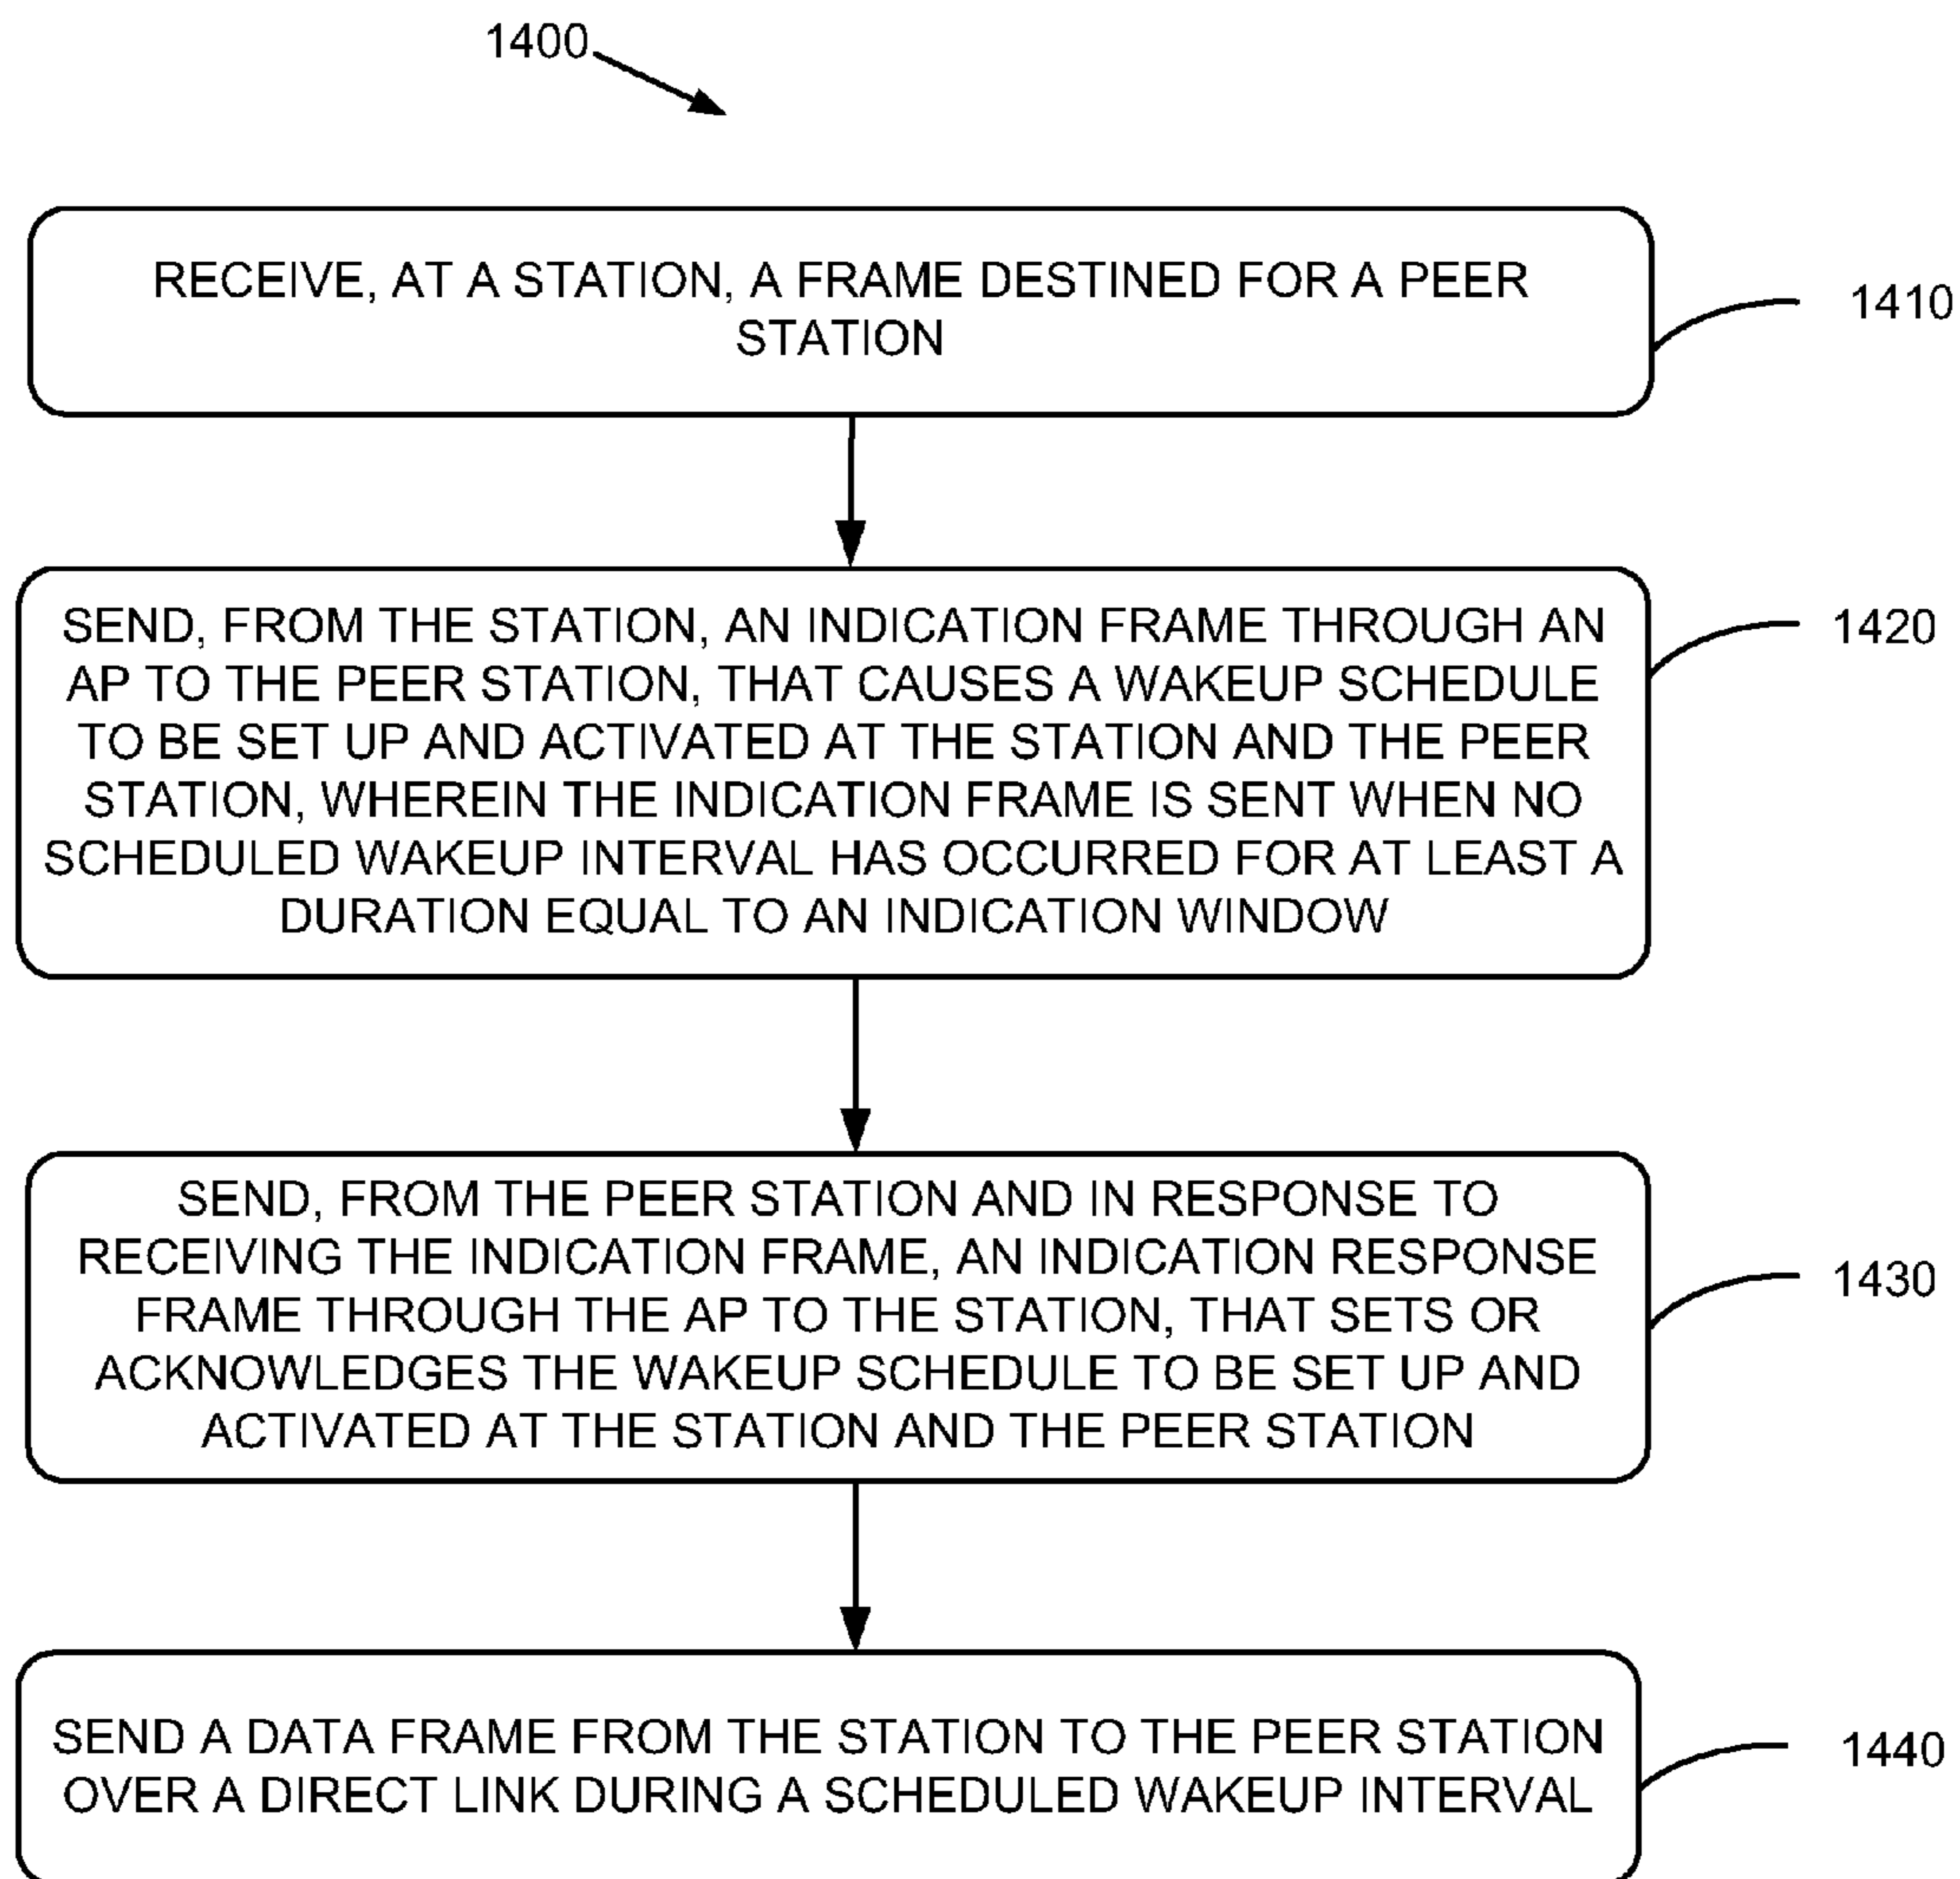 1400
RECEIVE, AT A STATION, A FRAME DESTINED FOR A PEER
STATION
1410
SEND, FROM THE STATION, AN INDICATION FRAME THROUGH AN
AP TO THE PEER STATION, THAT CAUSES A WAKEUP SCHEDULE
TO BE SET UP AND ACTIVATED AT THE STATION AND THE PEER
STATION, WHEREIN THE INDICATION FRAME IS SENT WHEN NO
SCHEDULED WAKEUP INTERVAL HAS OCCURRED FOR AT LEAST A
DURATION EQUAL TO AN INDICATION WINDOW
1420
SEND, FROM THE PEER STATION AND IN RESPONSE TO
RECEIVING THE INDICATION FRAME, AN INDICATION RESPONSE
FRAME THROUGH THE AP TO THE STATION, THAT SETS OR
ACKNOWLEDGES THE WAKEUP SCHEDULE TO BE SET UP AND
ACTIVATED AT THE STATION AND THE PEER STATION
1430
SEND A DATA FRAME FROM THE STATION TO THE PEER STATION
OVER A DIRECT LINK DURING A SCHEDULED WAKEUP INTERVAL
1440